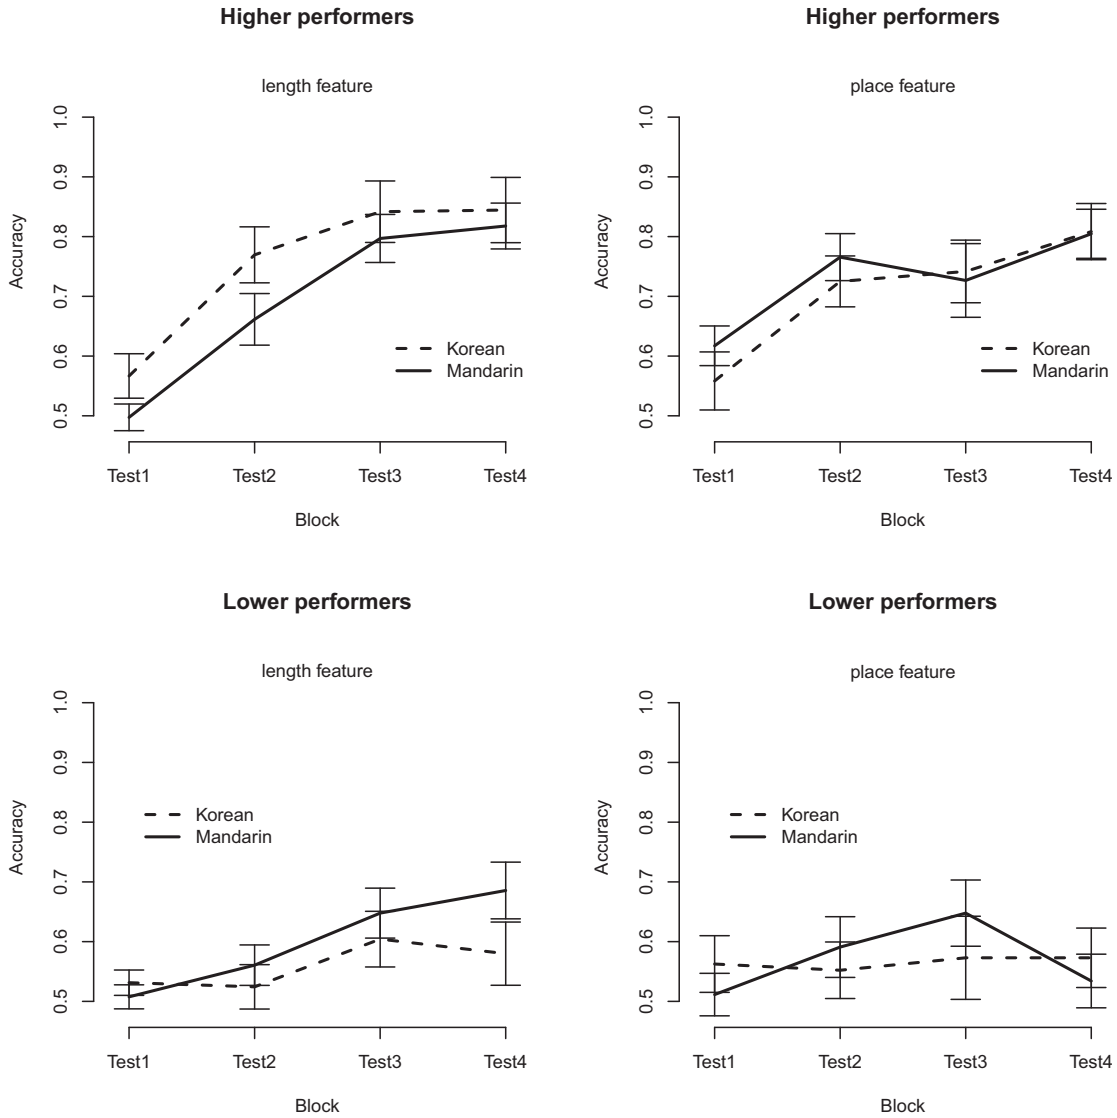 Higher performers
length feature
Accuracy
1.0
0.9
0.8
0.7
0.6
0.5
Korean
Mandarin
Test1 Test2 Test3 Test4
Block
Higher performers
place feature
Accuracy
1.0
0.9
0.8
0.7
0.6
0.5
Korean
Mandarin
Test1 Test2 Test3 Test4
Block
Lower performers
length feature
Accuracy
1.0
0.9
0.8
0.7
0.6
0.5
Korean
Mandarin
Test1 Test2 Test3 Test4
Block
Lower performers
place feature
Accuracy
1.0
0.9
0.8
0.7
0.6
0.5
Korean
Mandarin
Test1 Test2 Test3 Test4
Block